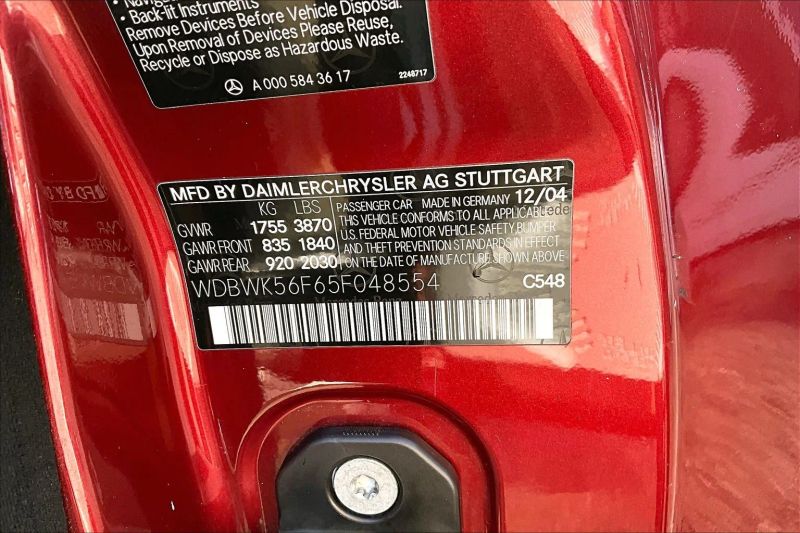 • Back-lit Instruments
Remove Devices Before Vehicle Disposal.
Upon Removal of Devices Please Reuse,
Recycle or Dispose as Hazardous Waste.
A 000 584 36 17
2248717
MFD BY DAIMLERCHRYSLER AG STUTTGART
KG LBS
GVWR 1755 3870
GAWR FRONT 835 1840
GAWR REAR 920 2030
PASSENGER CAR MADE IN GERMANY 12/04
THIS VEHICLE CONFORMS TO ALL APPLICABLE
U.S. FEDERAL MOTOR VEHICLE SAFETY BUMPER
AND THEFT PREVENTION STANDARDS IN EFFECT
ON THE DATE OF MANUFACTURE SHOWN ABOVE
WDBWK56F65F048554 C548
Mercedes-Benz